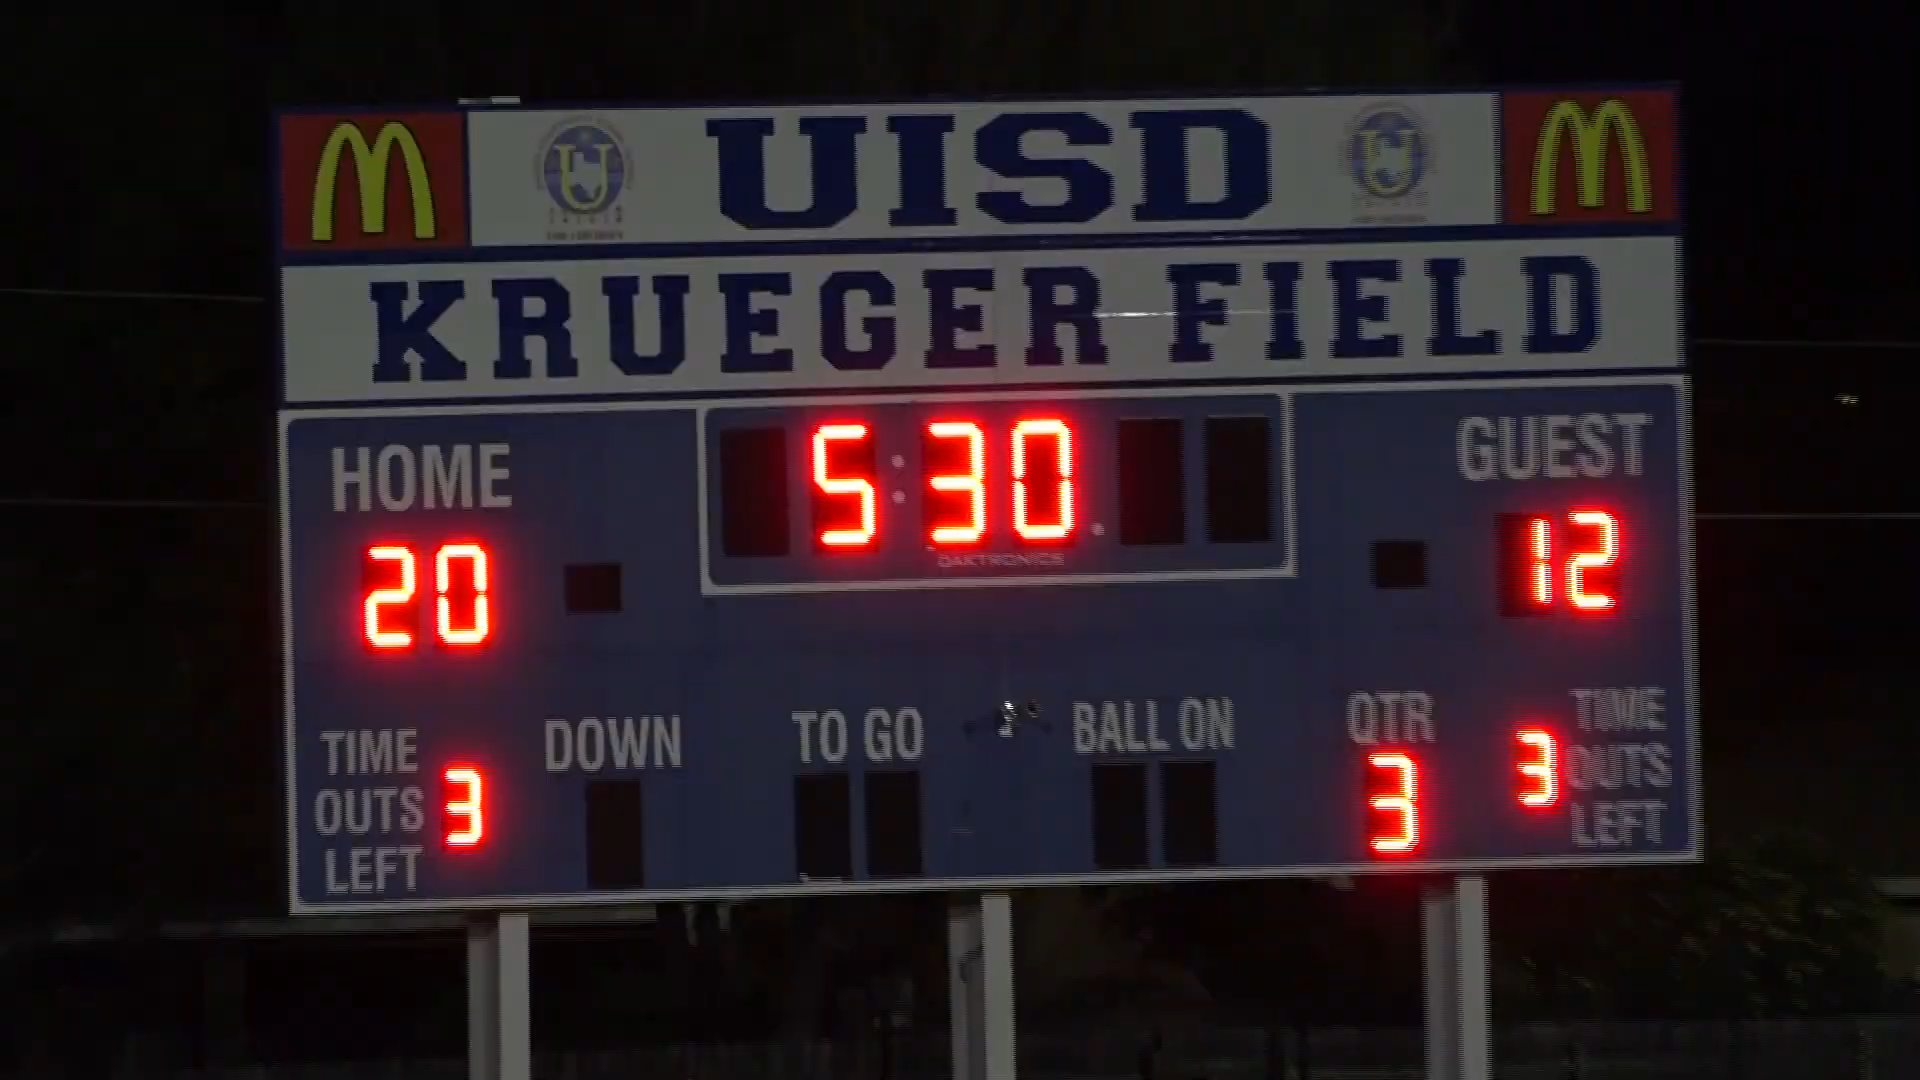 UISD
KRUEGER FIELD
HOME
5:30
GUEST
DAKTRONICS
20
12
TIME OUTS LEFT 3
DOWN
TO GO
BALL ON
QTR 3
3 TIME OUTS LEFT